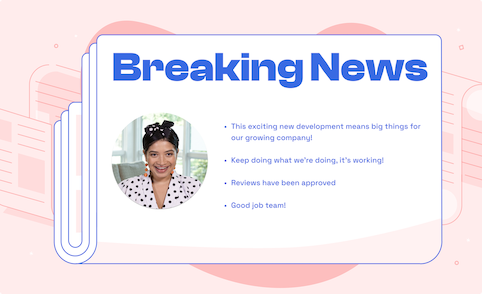 Breaking News
• This exciting new development means big things for
our growing company!
• Keep doing what we're doing, it's working!
• Reviews have been approved
• Good job team!